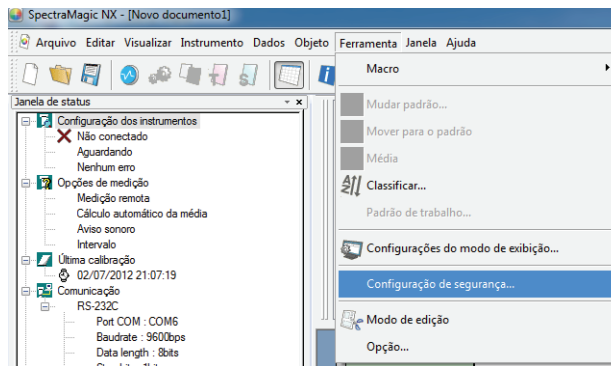 SpectraMagic NX - [Novo documento1]
Arquivo Editar Visualizar Instrumento Dados Objeto Ferramenta Janela Ajuda
Janela de status
Configuração dos instrumentos
Não conectado
Aguardando
Nenhum erro
Opções de medição
Medição remota
Cálculo automático da média
Aviso sonoro
Intervalo
Última calibração
02/07/2012 21:07:19
Comunicação
RS-232C
Port COM : COM6
Baudrate : 9600bps
Data length : 8bits
Macro
Mudar padrão...
Mover para o padrão
Média
Classificar...
Padrão de trabalho...
Configurações do modo de exibição...
Configuração de segurança...
Modo de edição
Opção...